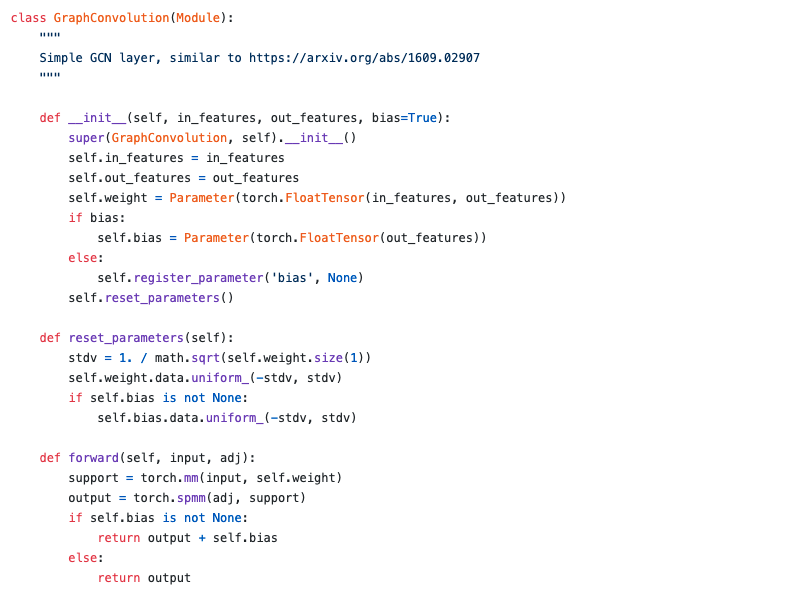 class GraphConvolution(Module):
    """
    Simple GCN layer, similar to https://arxiv.org/abs/1609.02907
    """

    def __init__(self, in_features, out_features, bias=True):
        super(GraphConvolution, self).__init__()
        self.in_features = in_features
        self.out_features = out_features
        self.weight = Parameter(torch.FloatTensor(in_features, out_features))
        if bias:
            self.bias = Parameter(torch.FloatTensor(out_features))
        else:
            self.register_parameter('bias', None)
        self.reset_parameters()

    def reset_parameters(self):
        stdv = 1. / math.sqrt(self.weight.size(1))
        self.weight.data.uniform_(-stdv, stdv)
        if self.bias is not None:
            self.bias.data.uniform_(-stdv, stdv)

    def forward(self, input, adj):
        support = torch.mm(input, self.weight)
        output = torch.spmm(adj, support)
        if self.bias is not None:
            return output + self.bias
        else:
            return output